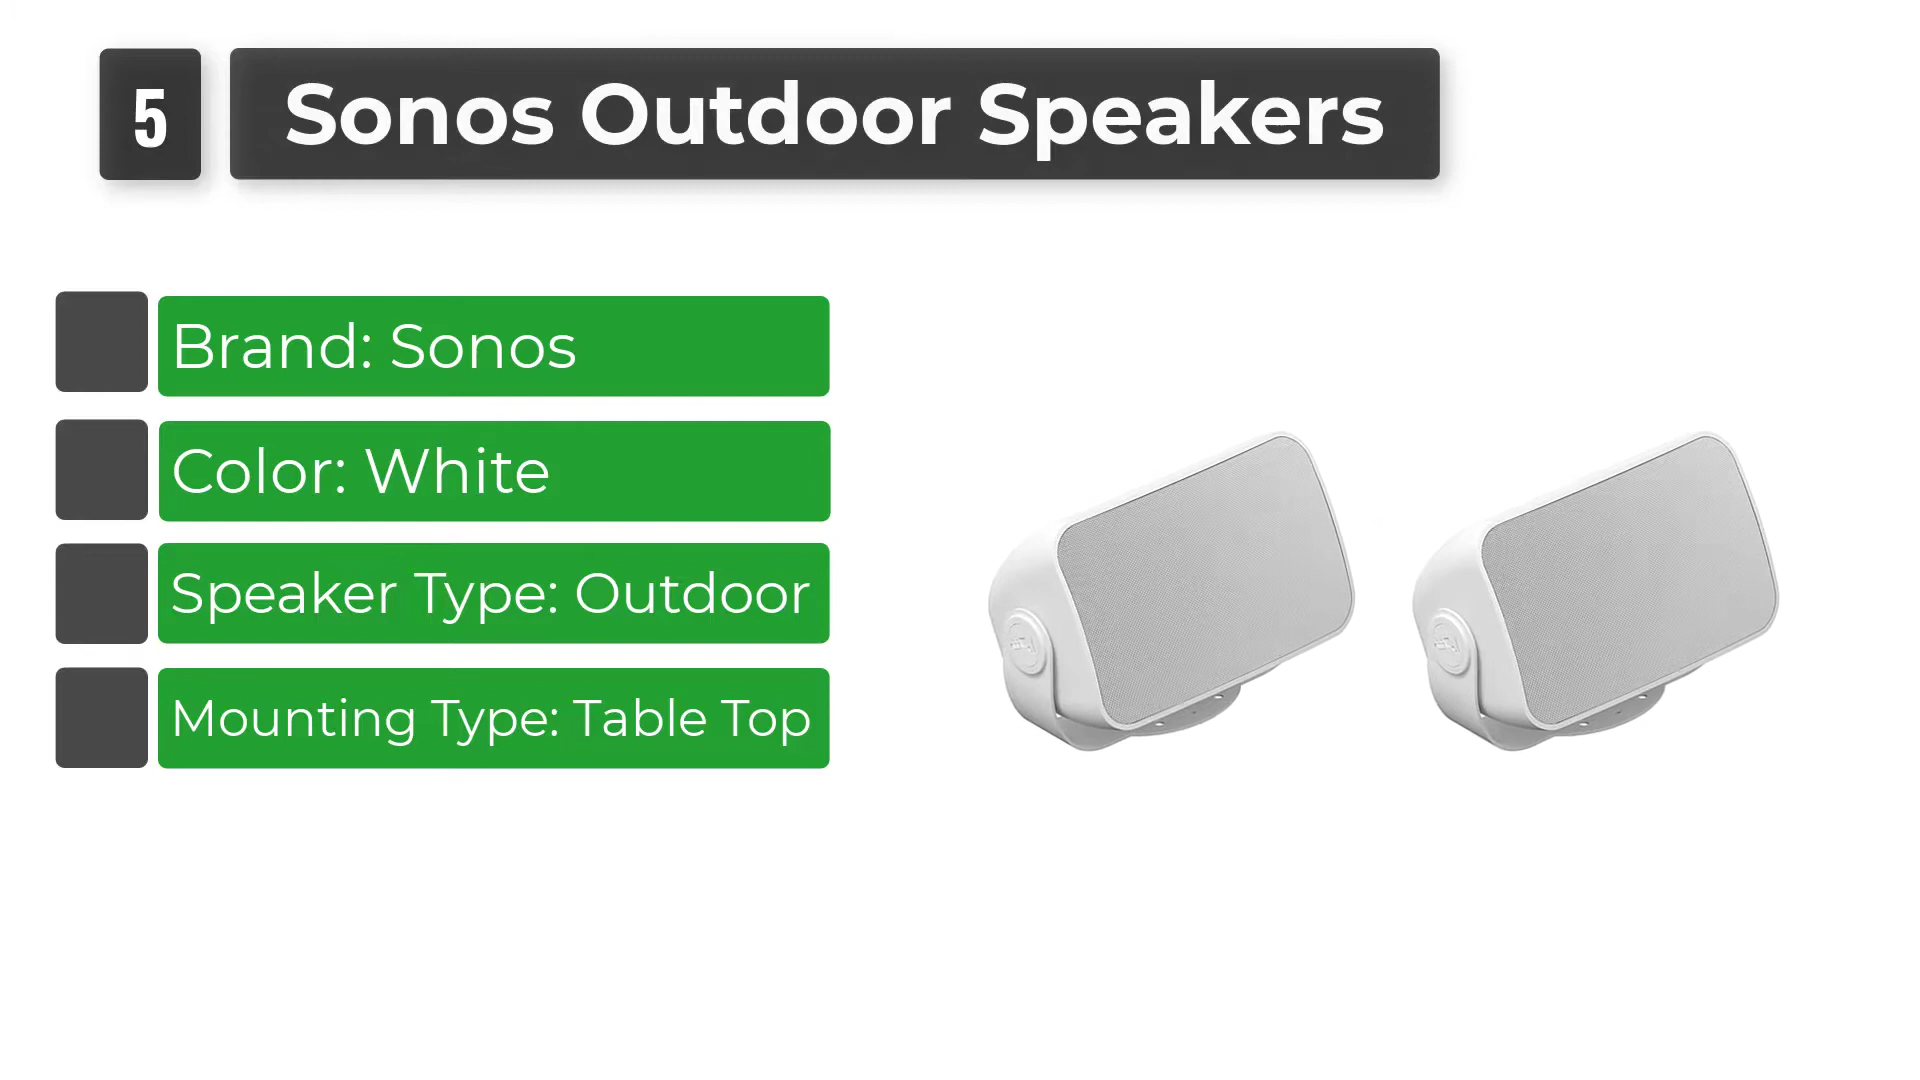 5
Sonos Outdoor Speakers
Brand: Sonos
Color: White
Speaker Type: Outdoor
Mounting Type: Table Top